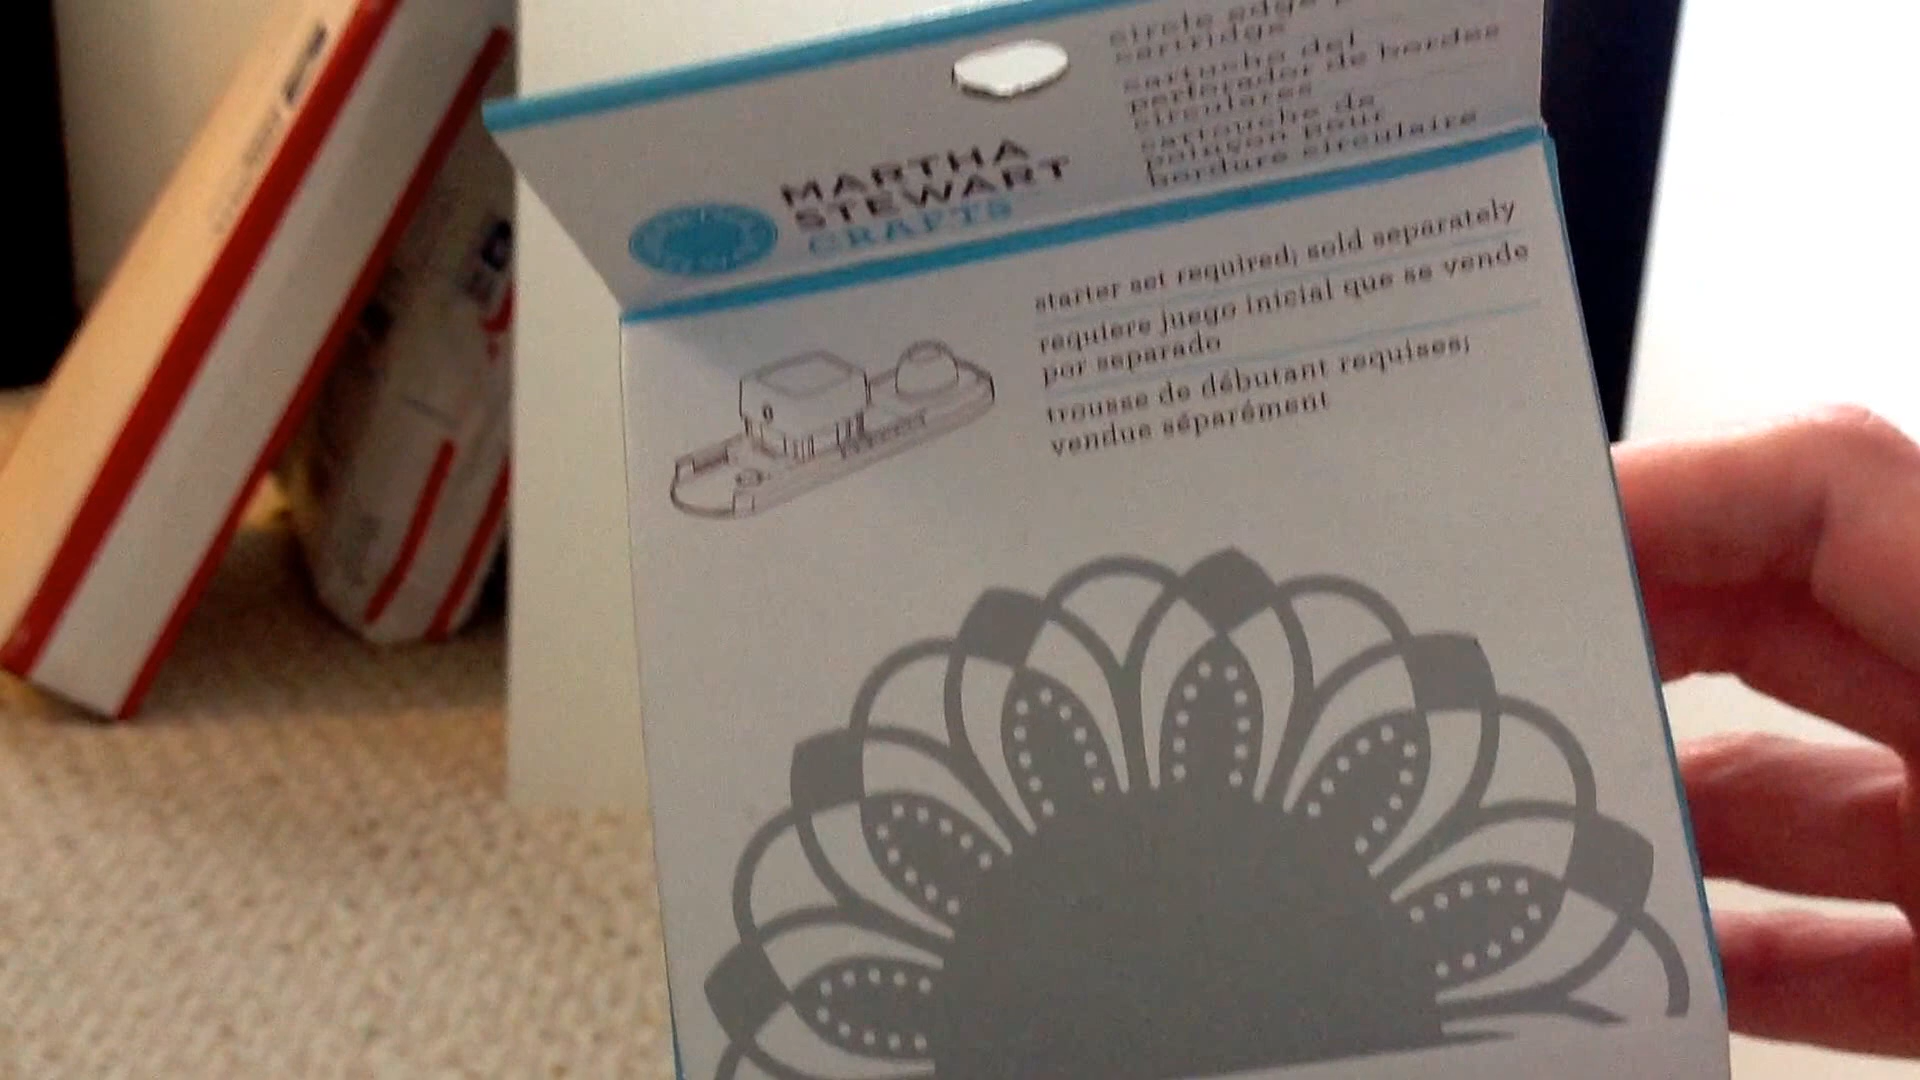 circle edge
cartridge
cartucho del
perforador de bordes
circulares
cartouche de
poinçon pour
bordure circulaire
MARTHA
STEWART
CRAFTS
starter set required; sold separately
requiere juego inicial que se vende
por separado
trousse de débutant requises;
vendue séparément